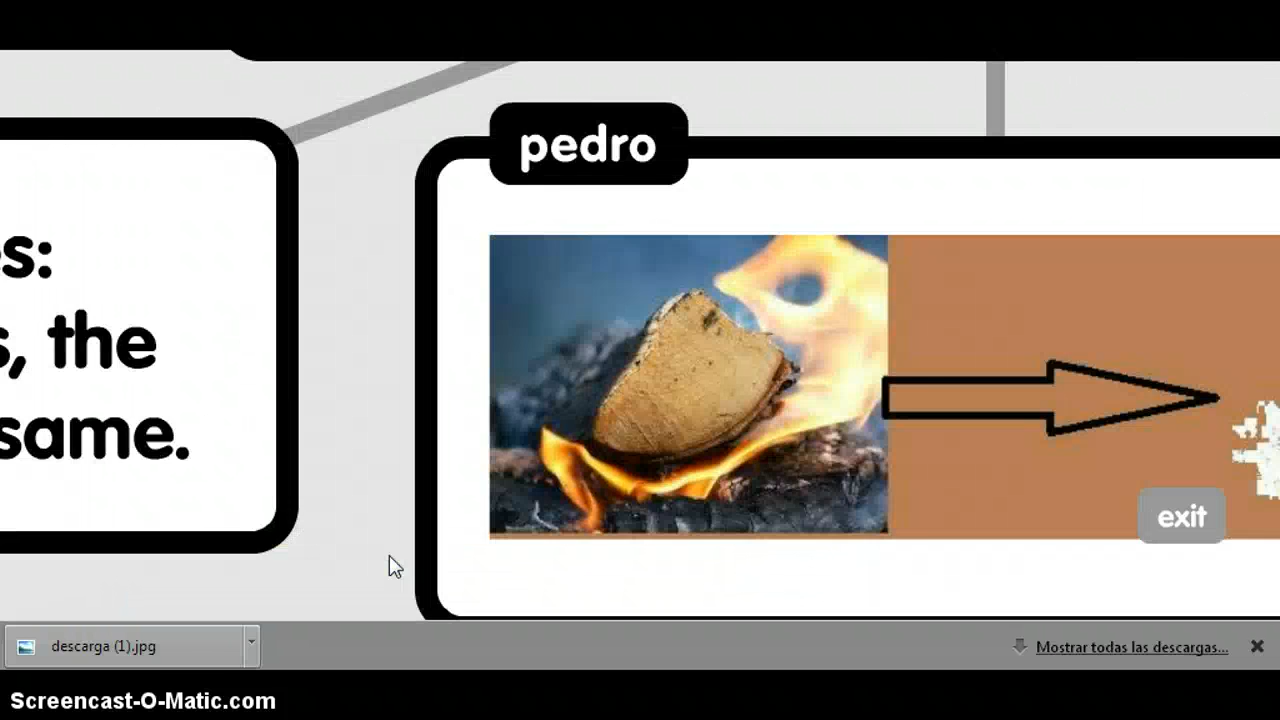 pedro
s:
, the
same.
exit
descarga (1).jpg
Mostrar todas las descargas...
Screencast-O-Matic.com